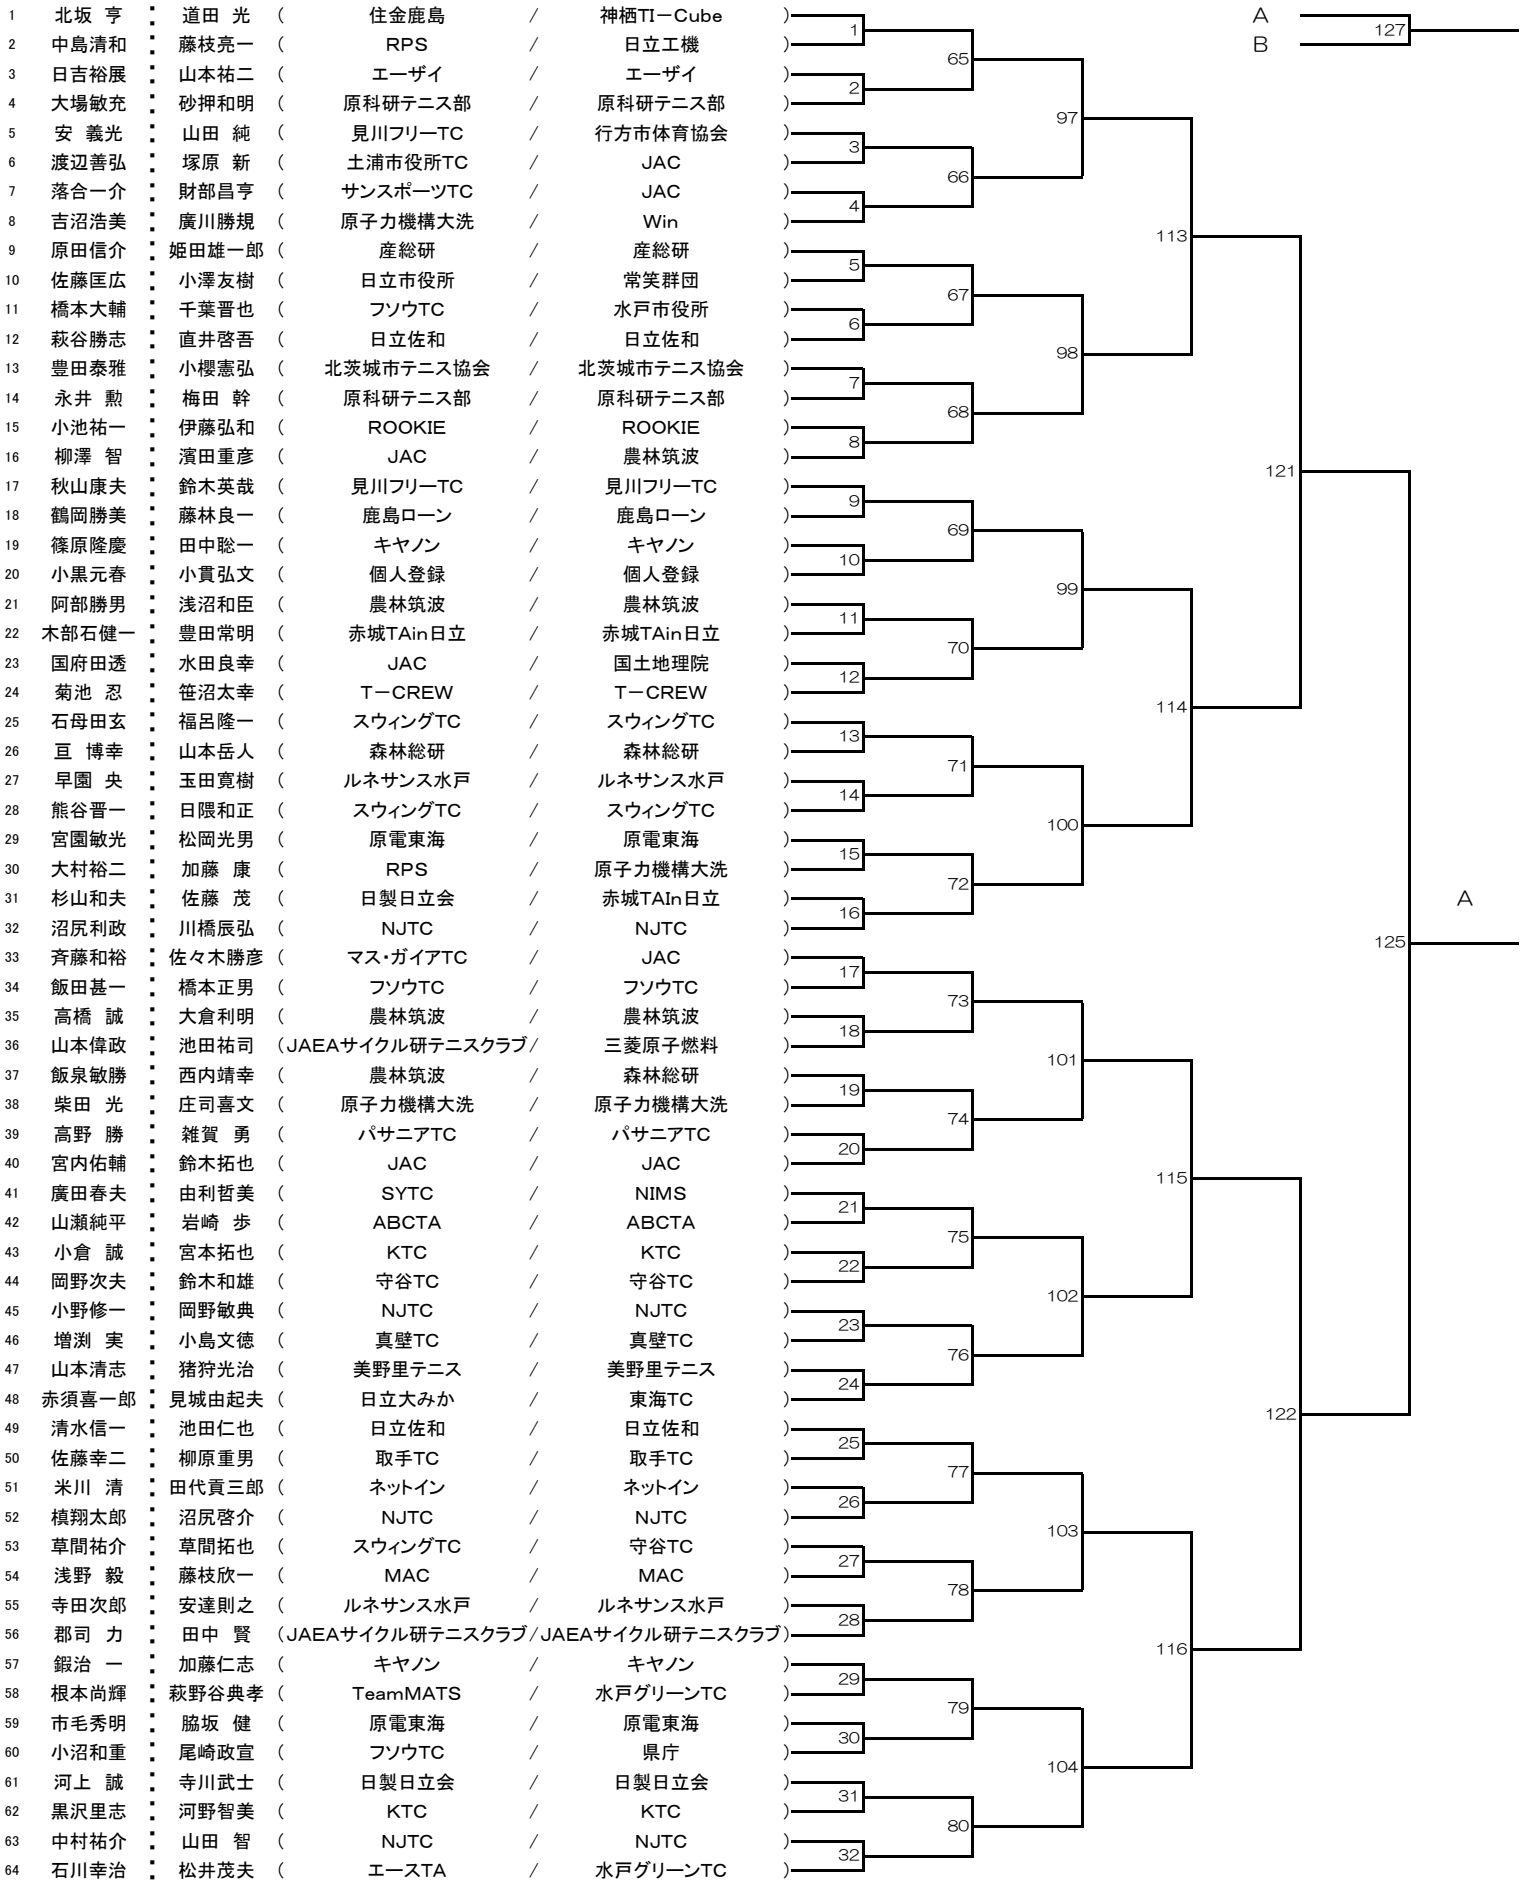 1 北坂 亨 : 道田 光 ( 住金鹿島 / 神栖TI－Cube ) A
1 127
2 中島清和 : 藤枝亮一 ( RPS / 日立工機 ) B
65
3 日吉裕展 : 山本祐二 ( エーザイ / エーザイ )
2
4 大場敏充 : 砂押和明 ( 原科研テニス部 / 原科研テニス部 )
97
5 安 義光 : 山田 純 ( 見川フリーTC / 行方市体育協会 )
3
6 渡辺善弘 : 塚原 新 ( 土浦市役所TC / JAC )
66
7 落合一介 : 財部昌亨 ( サンスポーツTC / JAC )
4
8 吉沼浩美 : 廣川勝規 ( 原子力機構大洗 / Win )
113
9 原田信介 : 姫田雄一郎 ( 産総研 / 産総研 )
5
10 佐藤匡広 : 小澤友樹 ( 日立市役所 / 常笑群団 )
67
11 橋本大輔 : 千葉晋也 ( フソウTC / 水戸市役所 )
6
12 萩谷勝志 : 直井啓吾 ( 日立佐和 / 日立佐和 )
98
13 豊田泰雅 : 小櫻憲弘 ( 北茨城市テニス協会 / 北茨城市テニス協会 )
7
14 永井 勲 : 梅田 幹 ( 原科研テニス部 / 原科研テニス部 )
68
15 小池祐一 : 伊藤弘和 ( ROOKIE / ROOKIE )
8
16 柳澤 智 : 濱田重彦 ( JAC / 農林筑波 )
121
17 秋山康夫 : 鈴木英哉 ( 見川フリーTC / 見川フリーTC )
9
18 鶴岡勝美 : 藤林良一 ( 鹿島ローン / 鹿島ローン )
69
19 篠原隆慶 : 田中聡一 ( キヤノン / キヤノン )
10
20 小黒元春 : 小貫弘文 ( 個人登録 / 個人登録 )
99
21 阿部勝男 : 浅沼和臣 ( 農林筑波 / 農林筑波 )
11
22 木部石健一 : 豊田常明 ( 赤城TAin日立 / 赤城TAin日立 )
70
23 国府田透 : 水田良幸 ( JAC / 国土地理院 )
12
24 菊池 忍 : 笹沼太幸 ( T－CREW / T－CREW )
114
25 石母田玄 : 福呂隆一 ( スウィングTC / スウィングTC )
13
26 亘 博幸 : 山本岳人 ( 森林総研 / 森林総研 )
71
27 早園 央 : 玉田寛樹 ( ルネサンス水戸 / ルネサンス水戸 )
14
28 熊谷晋一 : 日隈和正 ( スウィングTC / スウィングTC )
100
29 宮園敏光 : 松岡光男 ( 原電東海 / 原電東海 )
15
30 大村裕二 : 加藤 康 ( RPS / 原子力機構大洗 )
72
31 杉山和夫 : 佐藤 茂 ( 日製日立会 / 赤城TAIn日立 ) A
16
32 沼尻利政 : 川橋辰弘 ( NJTC / NJTC )
125
33 斉藤和裕 : 佐々木勝彦 ( マス・ガイアTC / JAC )
17
34 飯田甚一 : 橋本正男 ( フソウTC / フソウTC )
73
35 高橋 誠 : 大倉利明 ( 農林筑波 / 農林筑波 )
18
36 山本偉政 : 池田祐司 ( JAEAサイクル研テニスクラブ / 三菱原子燃料 )
101
37 飯泉敏勝 : 西内靖幸 ( 農林筑波 / 森林総研 )
19
38 柴田 光 : 庄司喜文 ( 原子力機構大洗 / 原子力機構大洗 )
74
39 高野 勝 : 雑賀 勇 ( パサニアTC / パサニアTC )
20
40 宮内佑輔 : 鈴木拓也 ( JAC / JAC )
115
41 廣田春夫 : 由利哲美 ( SYTC / NIMS )
21
42 山瀬純平 : 岩崎 歩 ( ABCTA / ABCTA )
75
43 小倉 誠 : 宮本拓也 ( KTC / KTC )
22
44 岡野次夫 : 鈴木和雄 ( 守谷TC / 守谷TC )
102
45 小野修一 : 岡野敏典 ( NJTC / NJTC )
23
46 増渕 実 : 小島文徳 ( 真壁TC / 真壁TC )
76
47 山本清志 : 猪狩光治 ( 美野里テニス / 美野里テニス )
24
48 赤須喜一郎 : 見城由起夫 ( 日立大みか / 東海TC )
122
49 清水信一 : 池田仁也 ( 日立佐和 / 日立佐和 )
25
50 佐藤幸二 : 柳原重男 ( 取手TC / 取手TC )
77
51 米川 清 : 田代貢三郎 ( ネットイン / ネットイン )
26
52 槙翔太郎 : 沼尻啓介 ( NJTC / NJTC )
103
53 草間祐介 : 草間拓也 ( スウィングTC / 守谷TC )
27
54 浅野 毅 : 藤枝欣一 ( MAC / MAC )
78
55 寺田次郎 : 安達則之 ( ルネサンス水戸 / ルネサンス水戸 )
28
56 郡司 力 : 田中 賢 ( JAEAサイクル研テニスクラブ / JAEAサイクル研テニスクラブ )
116
57 鍜治 一 : 加藤仁志 ( キヤノン / キヤノン )
29
58 根本尚輝 : 萩野谷典孝 ( TeamMATS / 水戸グリーンTC )
79
59 市毛秀明 : 脇坂 健 ( 原電東海 / 原電東海 )
30
60 小沼和重 : 尾崎政宣 ( フソウTC / 県庁 )
104
61 河上 誠 : 寺川武士 ( 日製日立会 / 日製日立会 )
31
62 黒沢里志 : 河野智美 ( KTC / KTC )
80
63 中村祐介 : 山田 智 ( NJTC / NJTC )
32
64 石川幸治 : 松井茂夫 ( エースTA / 水戸グリーンTC )